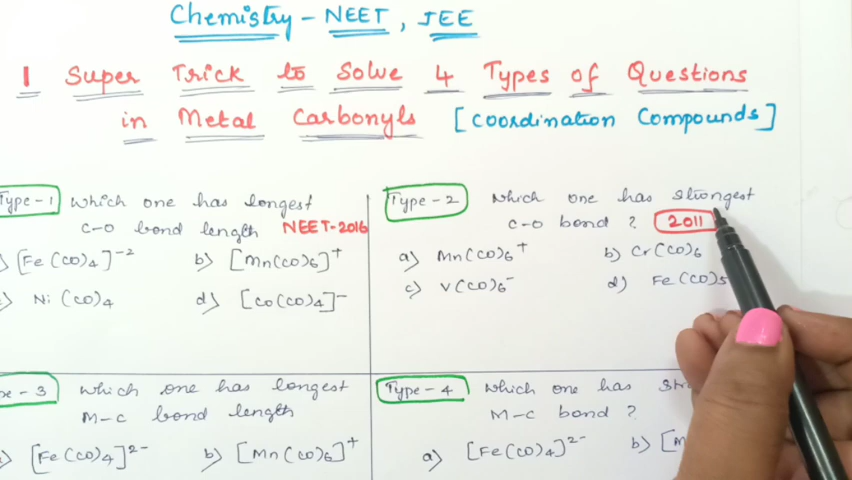 Chemistry - NEET, JEE
1 Super Trick to Solve 4 Types of Questions
in Metal Carbonyls [Coordination Compounds]
Type-1 Which one has longest
C-O bond length NEET-2016
[Fe(CO)4]-2 b) [Mn(CO)6]+
Ni(CO)4 d) [Co(CO)4]-
Type-2 Which one has strongest
C-O bond? 2011
a) Mn(CO)6+ b) Cr(CO)6
c) V(CO)6- d) Fe(CO)5
pe-3 Which one has longest
M-C bond length
[Fe(CO)4]2- b) [Mn(CO)6]+
Type-4 Which one has st
M-C bond?
a) [Fe(CO)4]2- b) [M